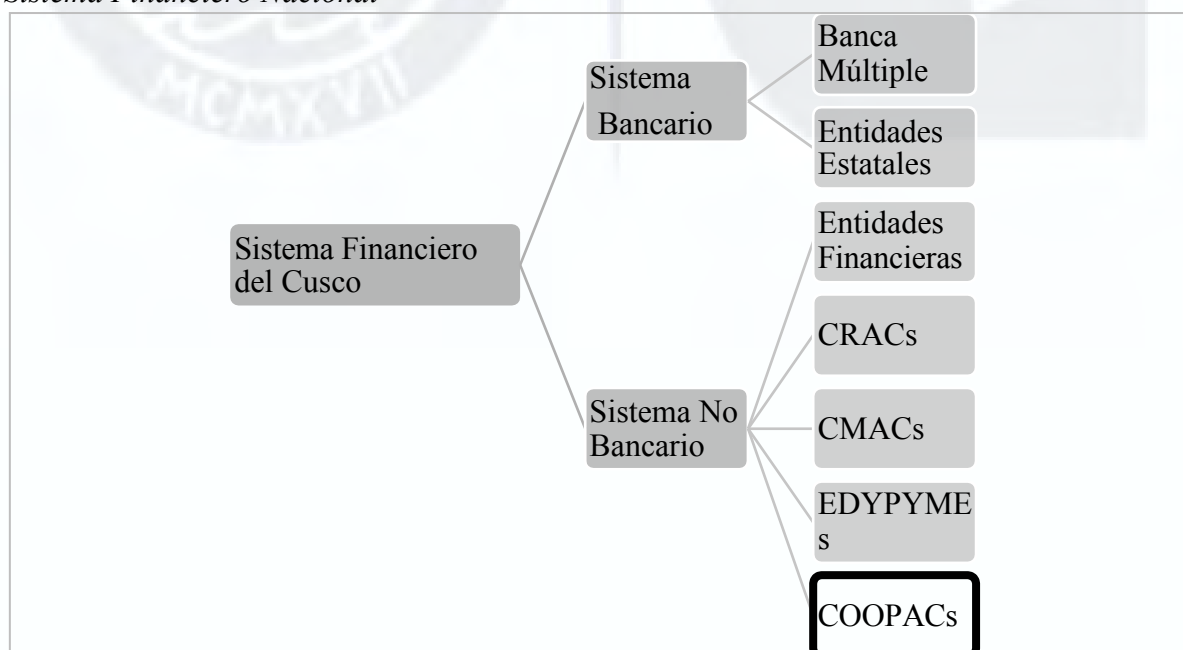 Sistema Financiero Nacional
MCMXVII
Banca
Múltiple
Sistema
Bancario
Entidades
Estatales
Sistema Financiero
del Cusco
Entidades
Financieras
CRACs
Sistema No
Bancario
CMACs
EDYPYME
s
COOPACs